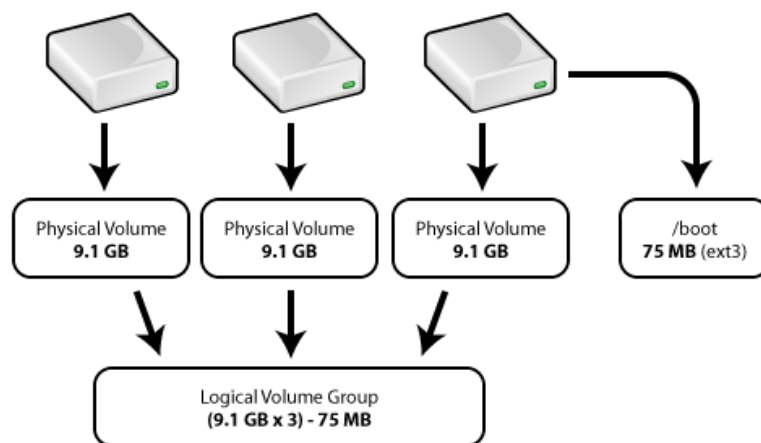 Physical Volume
9.1 GB
Physical Volume
9.1 GB
Physical Volume
9.1 GB
/boot
75 MB (ext3)
Logical Volume Group
(9.1 GB x 3) - 75 MB